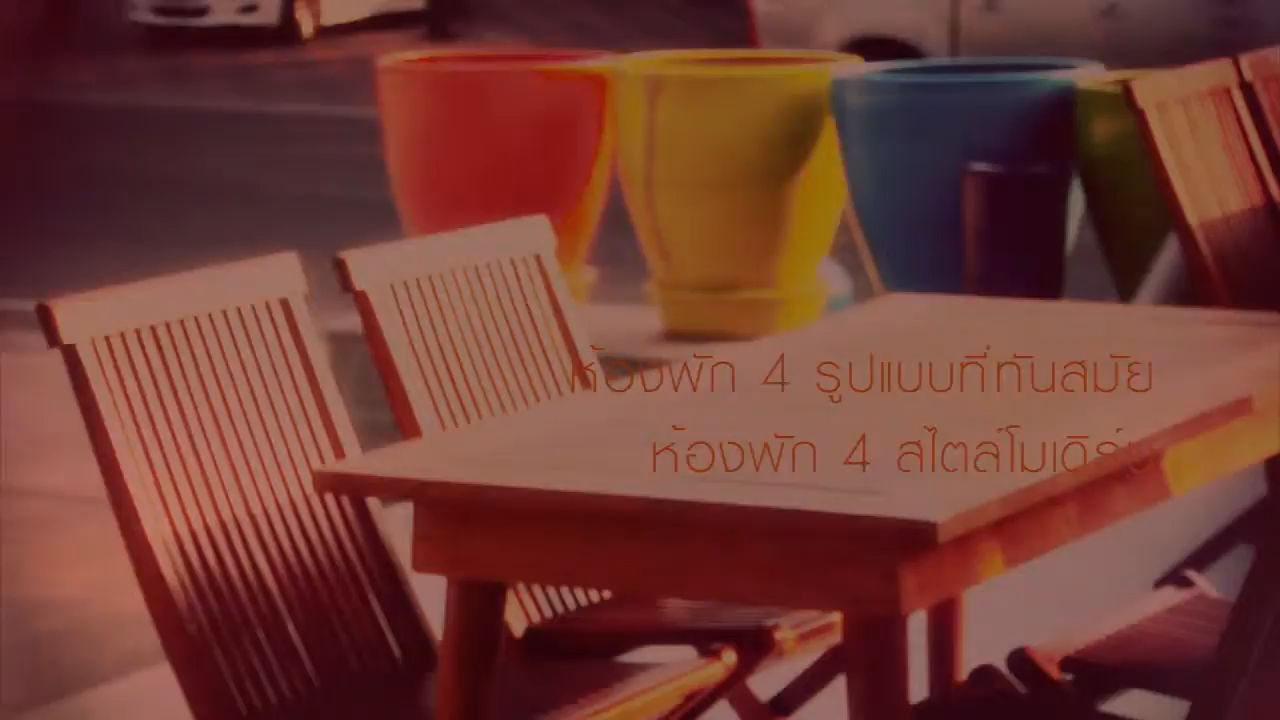 ห้องพัก 4 รูปแบบที่ทันสมัย
ห้องพัก 4 สไตล์โมเดิร์น